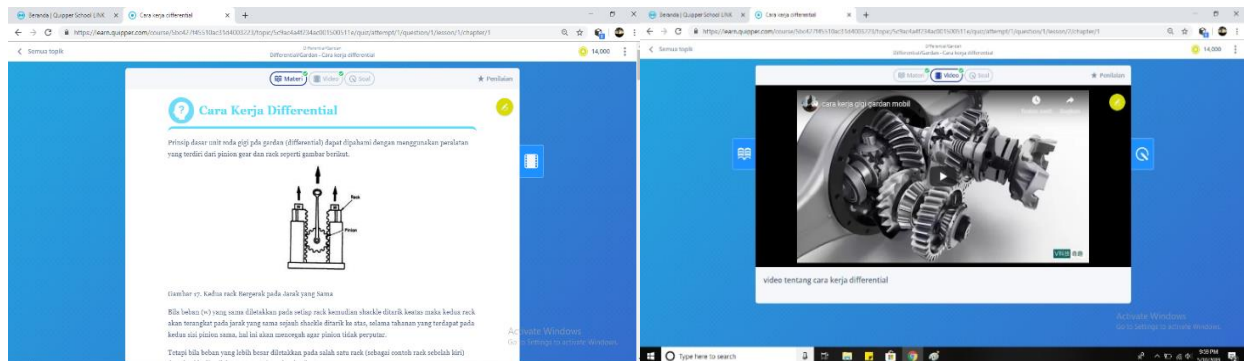 Beranda | Quipper School LINK
Cara kerja differential
Semua topik
Differential/Gardan
Differential/Gardan - Cara kerja differential
14,000
Materi
Video
Soal
Penilaian
Cara Kerja Differential
Prinsip dasar unit roda gigi pda gardan (differential) dapat dipahami dengan menggunakan peralatan
yang terdiri dari pinion gear dan rack seperti gambar berikut.
Rack
Pinion
Gambar 17. Kedua rack Bergerak pada Jarak yang Sama
Bila beban (w) yang sama diletakkan pada setiap rack kemudian shackle ditarik keatas maka kedua rack
akan terangkat pada jarak yang sama sejauh shackle ditarik ke atas, selama tahanan yang terdapat pada
kedua sisi pinion sama, hal ini akan mencegah agar pinion tidak perputar.
Tetapi bila beban yang lebih besar diletakkan pada salah satu rack (sebagai contoh rack sebelah kiri)
Activate Windows
Go to Settings to activate Windows.
Beranda | Quipper School LINK
Cara kerja differential
Semua topik
Differential/Gardan
Differential/Gardan - Cara kerja differential
14,000
Materi
Video
Soal
Penilaian
cara kerja gigi gardan mobil
video tentang cara kerja differential
Activate Windows
Go to Settings to activate Windows.
Type here to search
9:59 PM